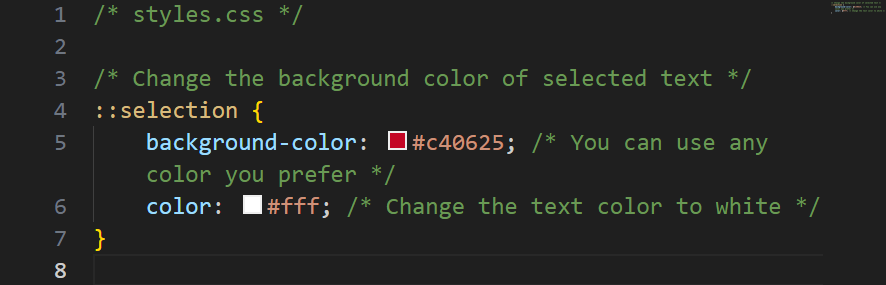 1 /* styles.css */
2
3 /* Change the background color of selected text */
4 ::selection {
5 background-color: #c40625; /* You can use any
color you prefer */
6 color: #fff; /* Change the text color to white */
7 }
8